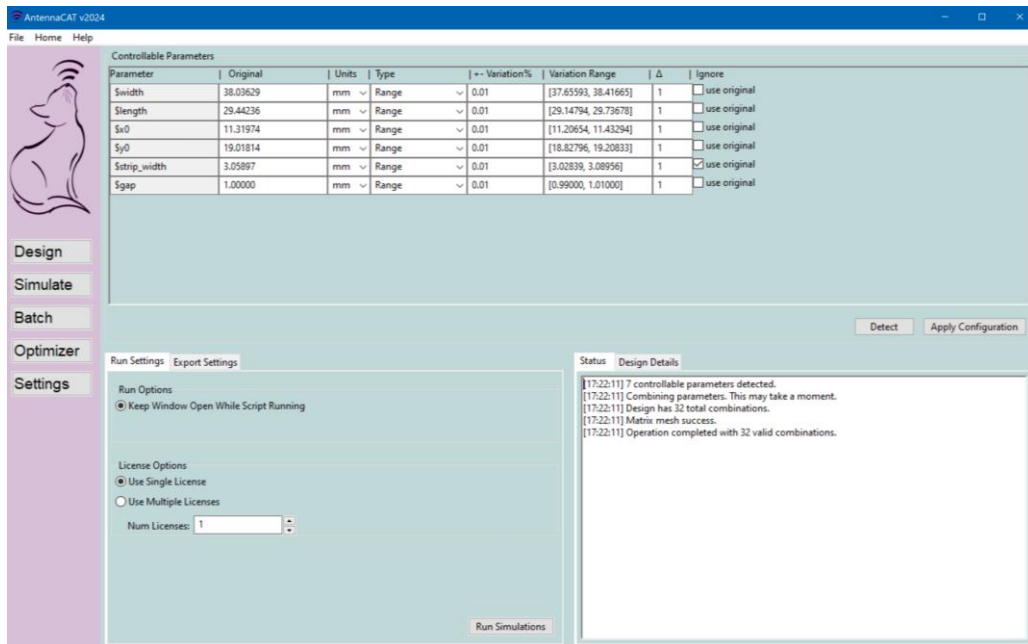 AntennaCAT v2024
File Home Help
Controllable Parameters
Parameter | Original | Units | Type | +- Variation% | Variation Range | Δ | Ignore
$width 38.03629 mm Range 0.01 [37.65593, 38.41665] 1 use original
$length 29.44236 mm Range 0.01 [29.14794, 29.73678] 1 use original
$x0 11.31974 mm Range 0.01 [11.20654, 11.43294] 1 use original
$y0 19.01814 mm Range 0.01 [18.82796, 19.20833] 1 use original
$strip_width 3.05897 mm Range 0.01 [3.02839, 3.08956] 1 use original
$gap 1.00000 mm Range 0.01 [0.99000, 1.01000] 1 use original
Design
Simulate
Batch
Optimizer
Settings
Detect Apply Configuration
Run Settings Export Settings
Run Options
Keep Window Open While Script Running
License Options
Use Single License
Use Multiple Licenses
Num Licenses: 1
Run Simulations
Status Design Details
[17:22:11] 7 controllable parameters detected.
[17:22:11] Combining parameters. This may take a moment.
[17:22:11] Design has 32 total combinations.
[17:22:11] Matrix mesh success.
[17:22:11] Operation completed with 32 valid combinations.